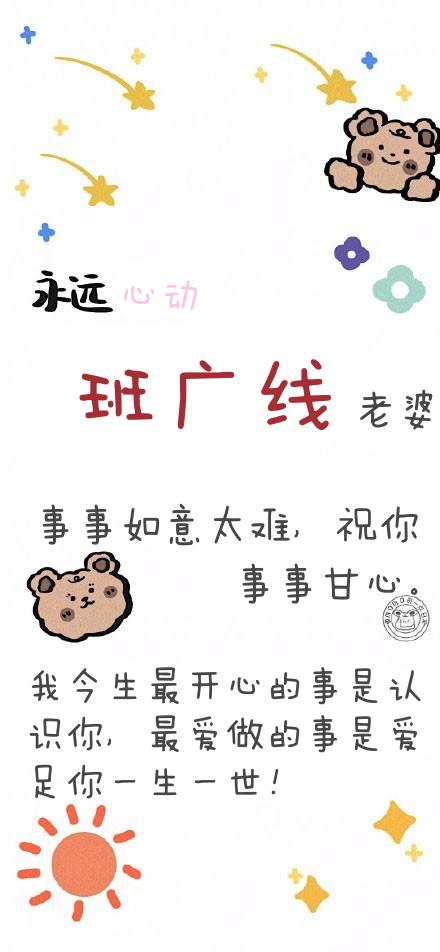 永远 心动
班广线 老婆
事事如意太难, 祝你
事事甘心。
我今生最开心的事是认
识你, 最爱做的事是爱
足你一生一世!